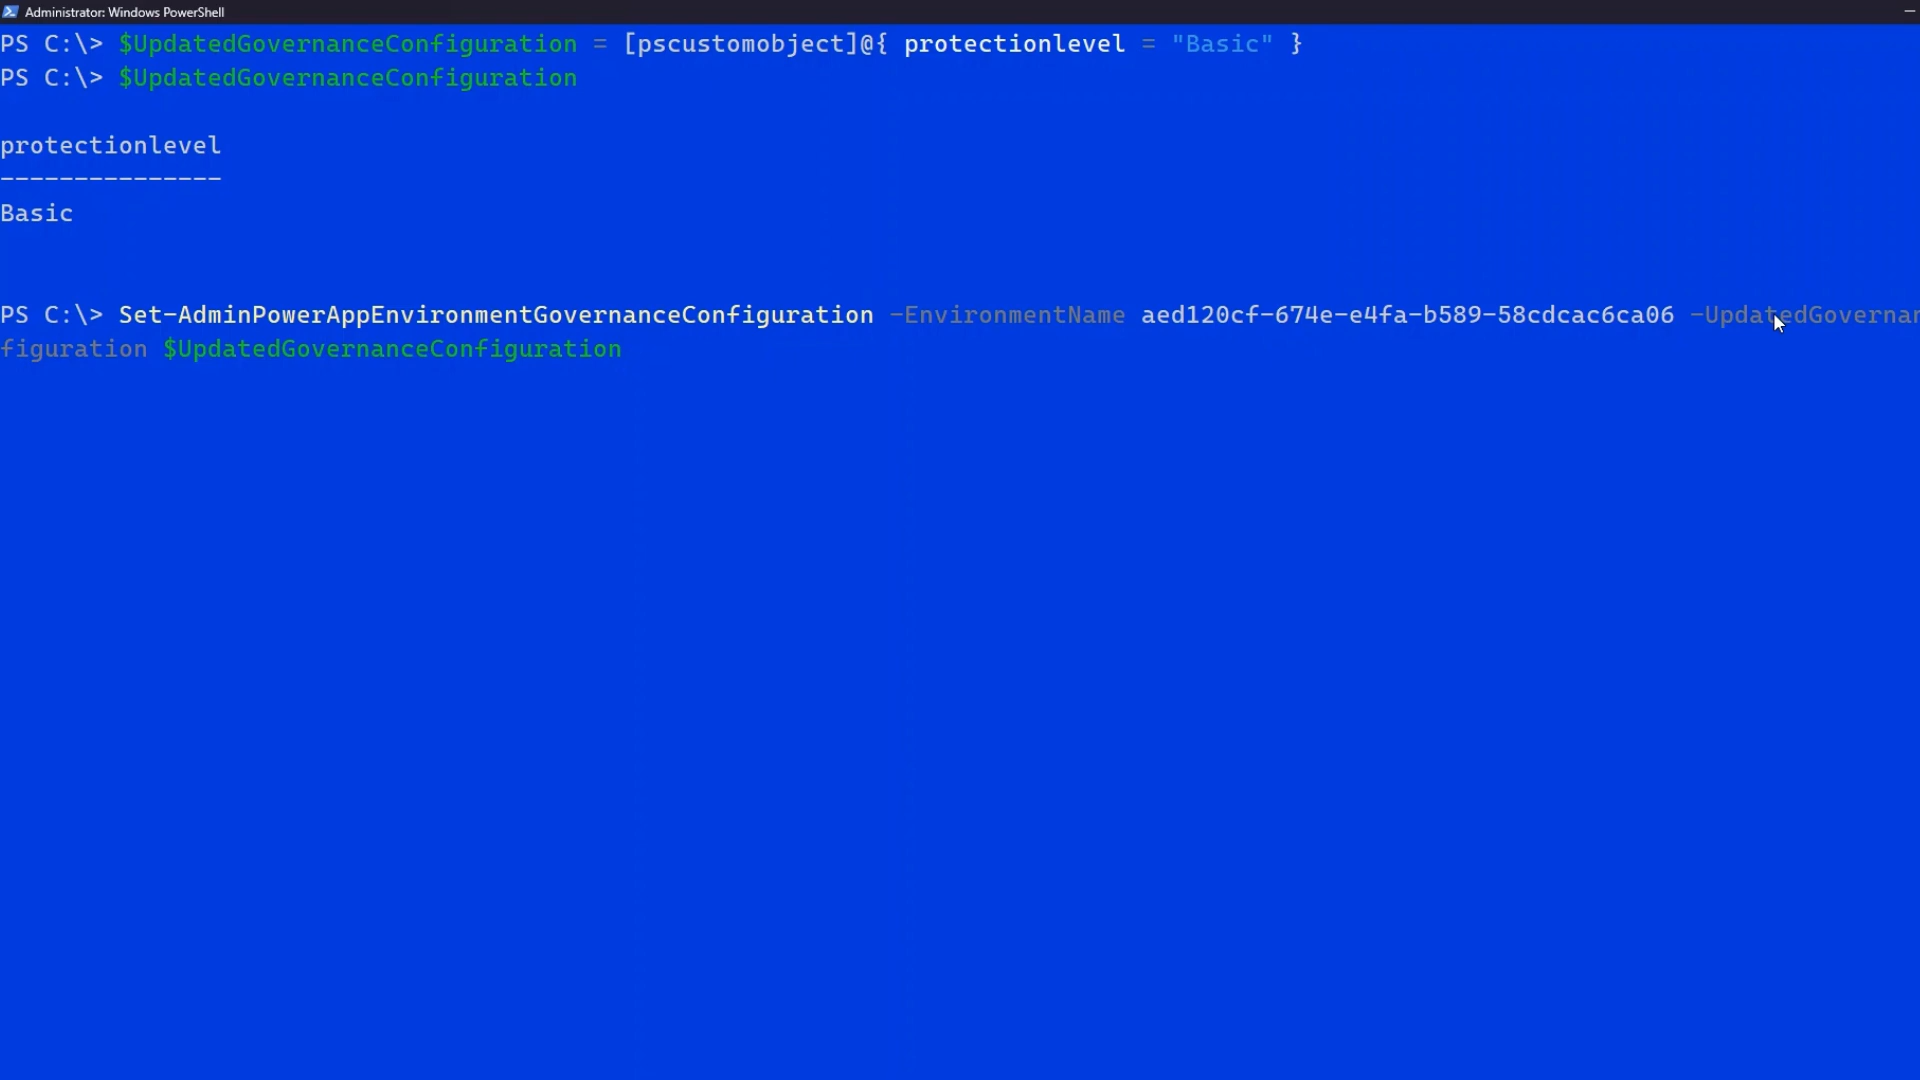 Administrator: Windows PowerShell
PS C:\> $UpdatedGovernanceConfiguration = [pscustomobject]@{ protectionlevel = "Basic" }
PS C:\> $UpdatedGovernanceConfiguration
protectionlevel
---------------
Basic
PS C:\> Set-AdminPowerAppEnvironmentGovernanceConfiguration -EnvironmentName aed120cf-674e-e4fa-b589-58cdcac6ca06 -UpdatedGovernan
figuration $UpdatedGovernanceConfiguration